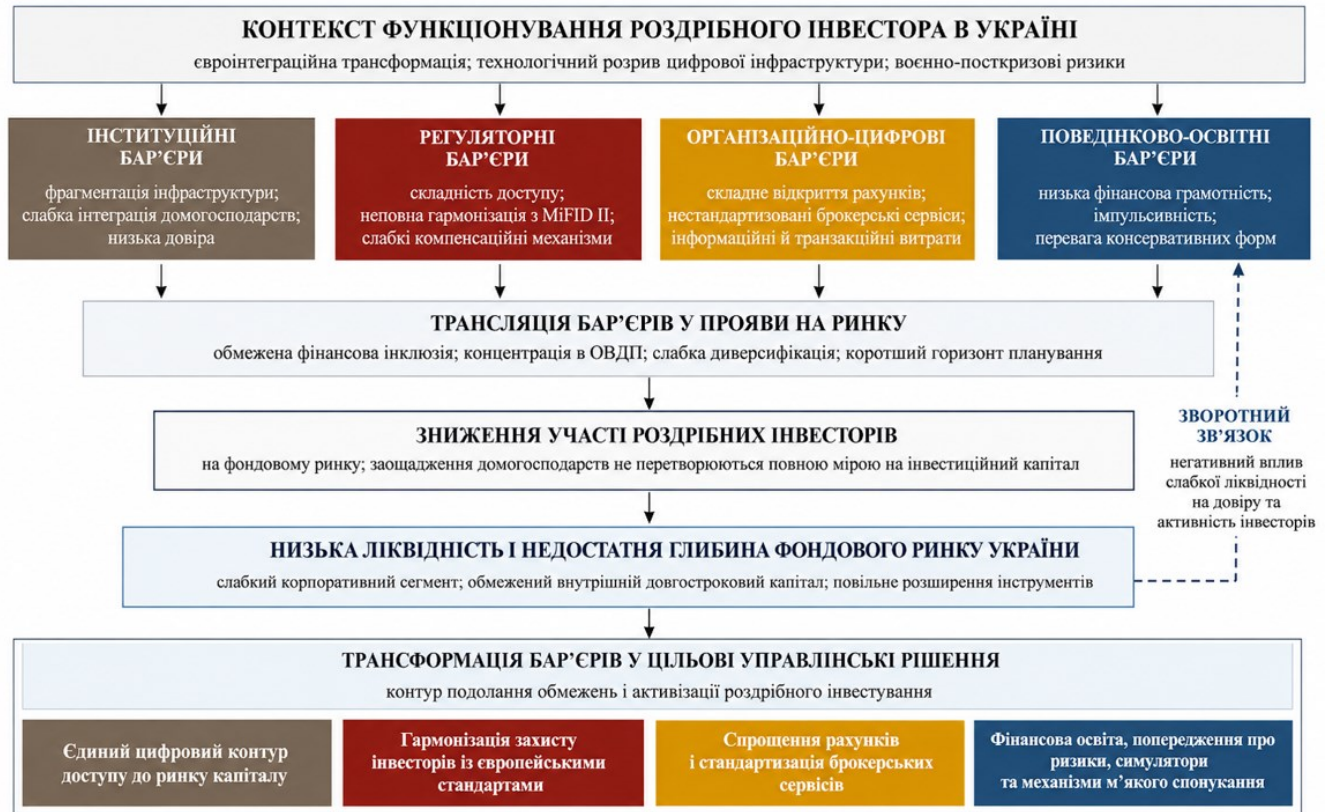 КОНТЕКСТ ФУНКЦІОНУВАННЯ РОЗДРІБНОГО ІНВЕСТОРА В УКРАЇНІ
євроінтеграційна трансформація; технологічний розрив цифрової інфраструктури; воєнно-посткризові ризики
ІНСТИТУЦІЙНІ
БАР’ЄРИ
фрагментація інфраструктури;
слабка інтеграція домогосподарств;
низька довіра
РЕГУЛЯТОРНІ
БАР’ЄРИ
складність доступу;
неповна гармонізація з MiFID II;
слабкі компенсаційні механізми
ОРГАНІЗАЦІЙНО-ЦИФРОВІ
БАР’ЄРИ
складне відкриття рахунків;
нестандартизовані брокерські сервіси;
інформаційні й транзакційні витрати
ПОВЕДІНКОВО-ОСВІТНІ
БАР’ЄРИ
низька фінансова грамотність;
імпульсивність;
перевага консервативних форм
ТРАНСЛЯЦІЯ БАР’ЄРІВ У ПРОЯВИ НА РИНКУ
обмежена фінансова інклюзія; концентрація в ОВДП; слабка диверсифікація; коротший горизонт планування
ЗНИЖЕННЯ УЧАСТІ РОЗДРІБНИХ ІНВЕСТОРІВ
на фондовому ринку; заощадження домогосподарств не перетворюються повною мірою на інвестиційний капітал
ЗВОРОТНИЙ
ЗВ’ЯЗОК
негативний вплив
слабкої ліквідності
на довіру та
активність інвесторів
НИЗЬКА ЛІКВІДНІСТЬ І НЕДОСТАТНЯ ГЛИБИНА ФОНДОВОГО РИНКУ УКРАЇНИ
слабкий корпоративний сегмент; обмежений внутрішній довгостроковий капітал; повільне розширення інструментів
ТРАНСФОРМАЦІЯ БАР’ЄРІВ У ЦІЛЬОВІ УПРАВЛІНСЬКІ РІШЕННЯ
контур подолання обмежень і активізації роздрібного інвестування
Єдиний цифровий контур
доступу до ринку капіталу
Гармонізація захисту
інвесторів із європейськими
стандартами
Спрощення рахунків
і стандартизація брокерських
сервісів
Фінансова освіта, попередження про
ризики, симулятори
та механізми м’якого спонукання